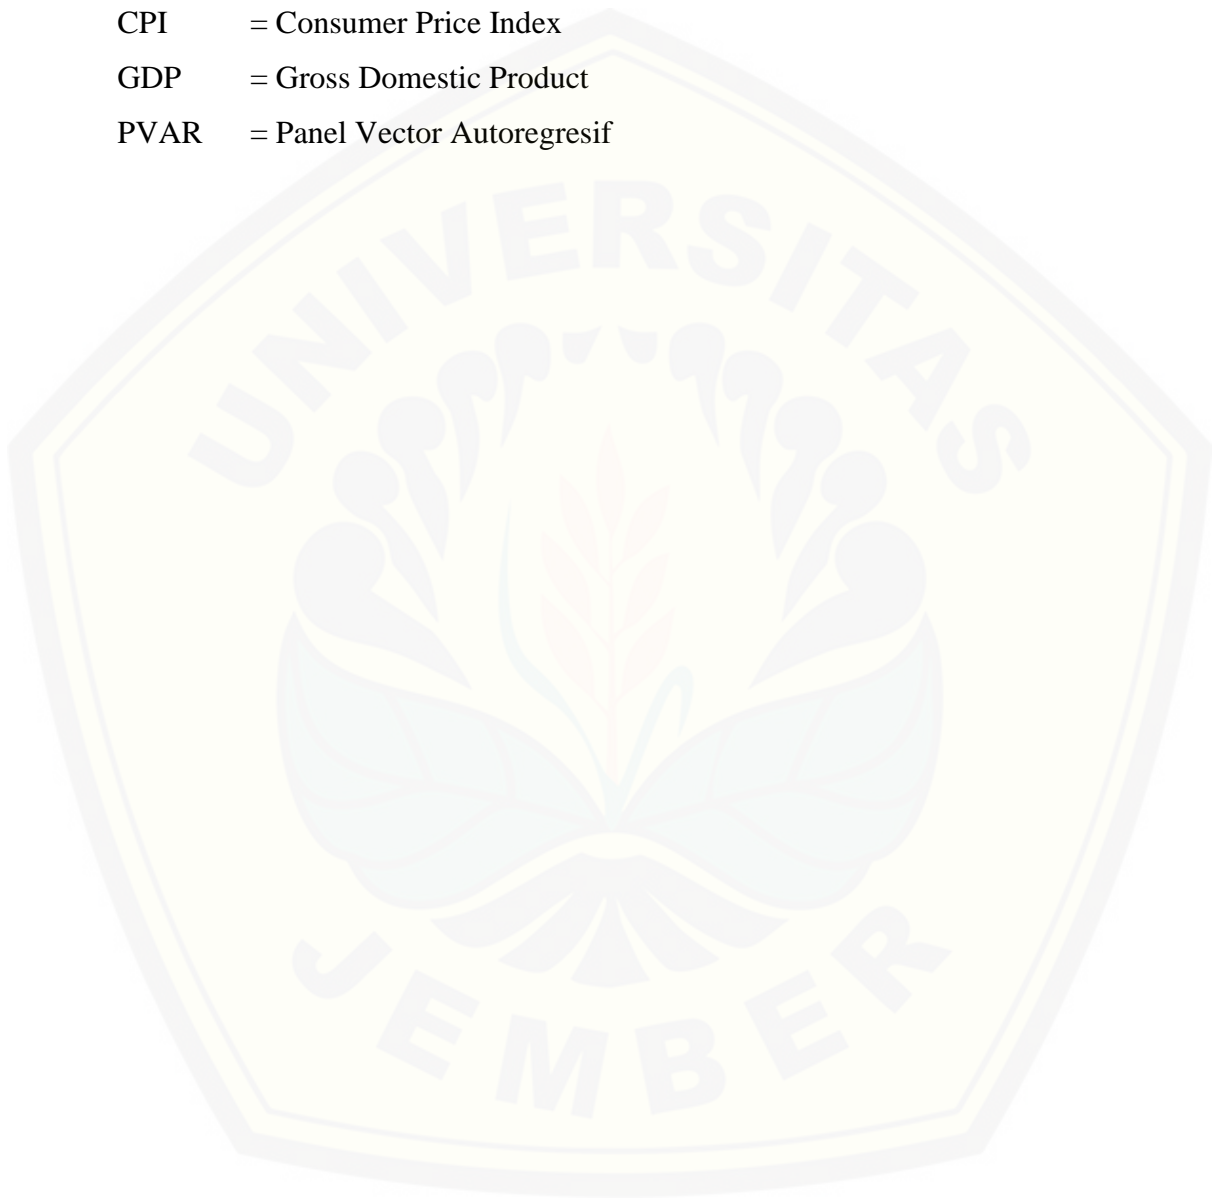 CPI = Consumer Price Index
GDP = Gross Domestic Product
PVAR = Panel Vector Autoregresif
UNIVERSITAS
JEMBER